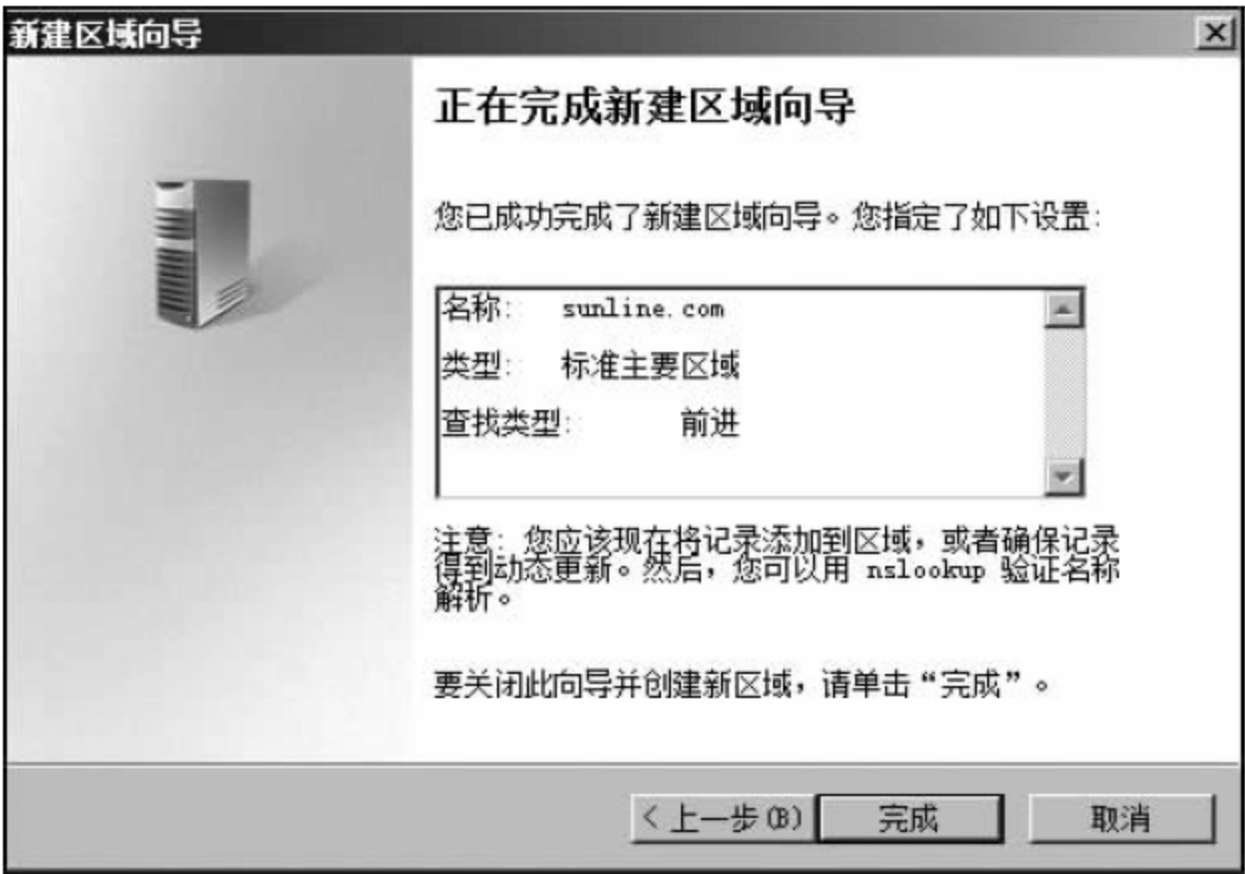 新建区域向导
正在完成新建区域向导
您已成功完成了新建区域向导。您指定了如下设置:
名称: sunline.com
类型: 标准主要区域
查找类型: 前进
注意: 您应该现在将记录添加到区域，或者确保记录
得到动态更新。然后，您可以用 nslookup 验证名称
解析。
要关闭此向导并创建新区域，请单击“完成”。
< 上一步(B) 完成 取消